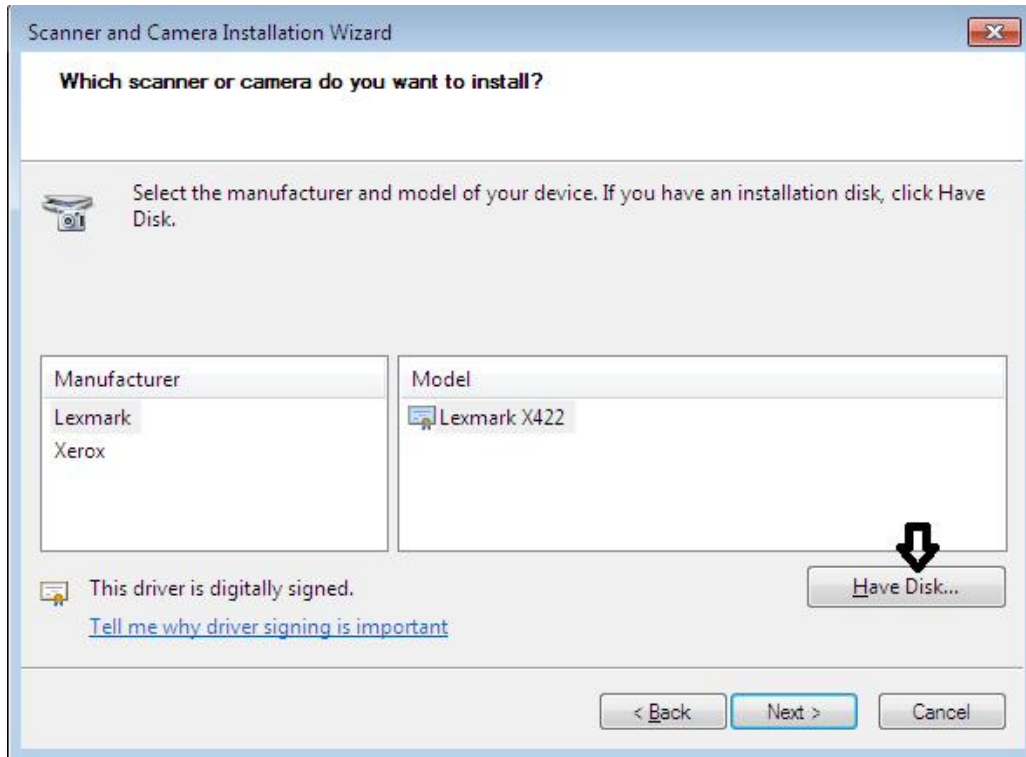 Scanner and Camera Installation Wizard
Which scanner or camera do you want to install?
Select the manufacturer and model of your device. If you have an installation disk, click Have
Disk.
Manufacturer
Lexmark
Xerox
Model
Lexmark X422
This driver is digitally signed.
Tell me why driver signing is important
Have Disk...
< Back
Next >
Cancel